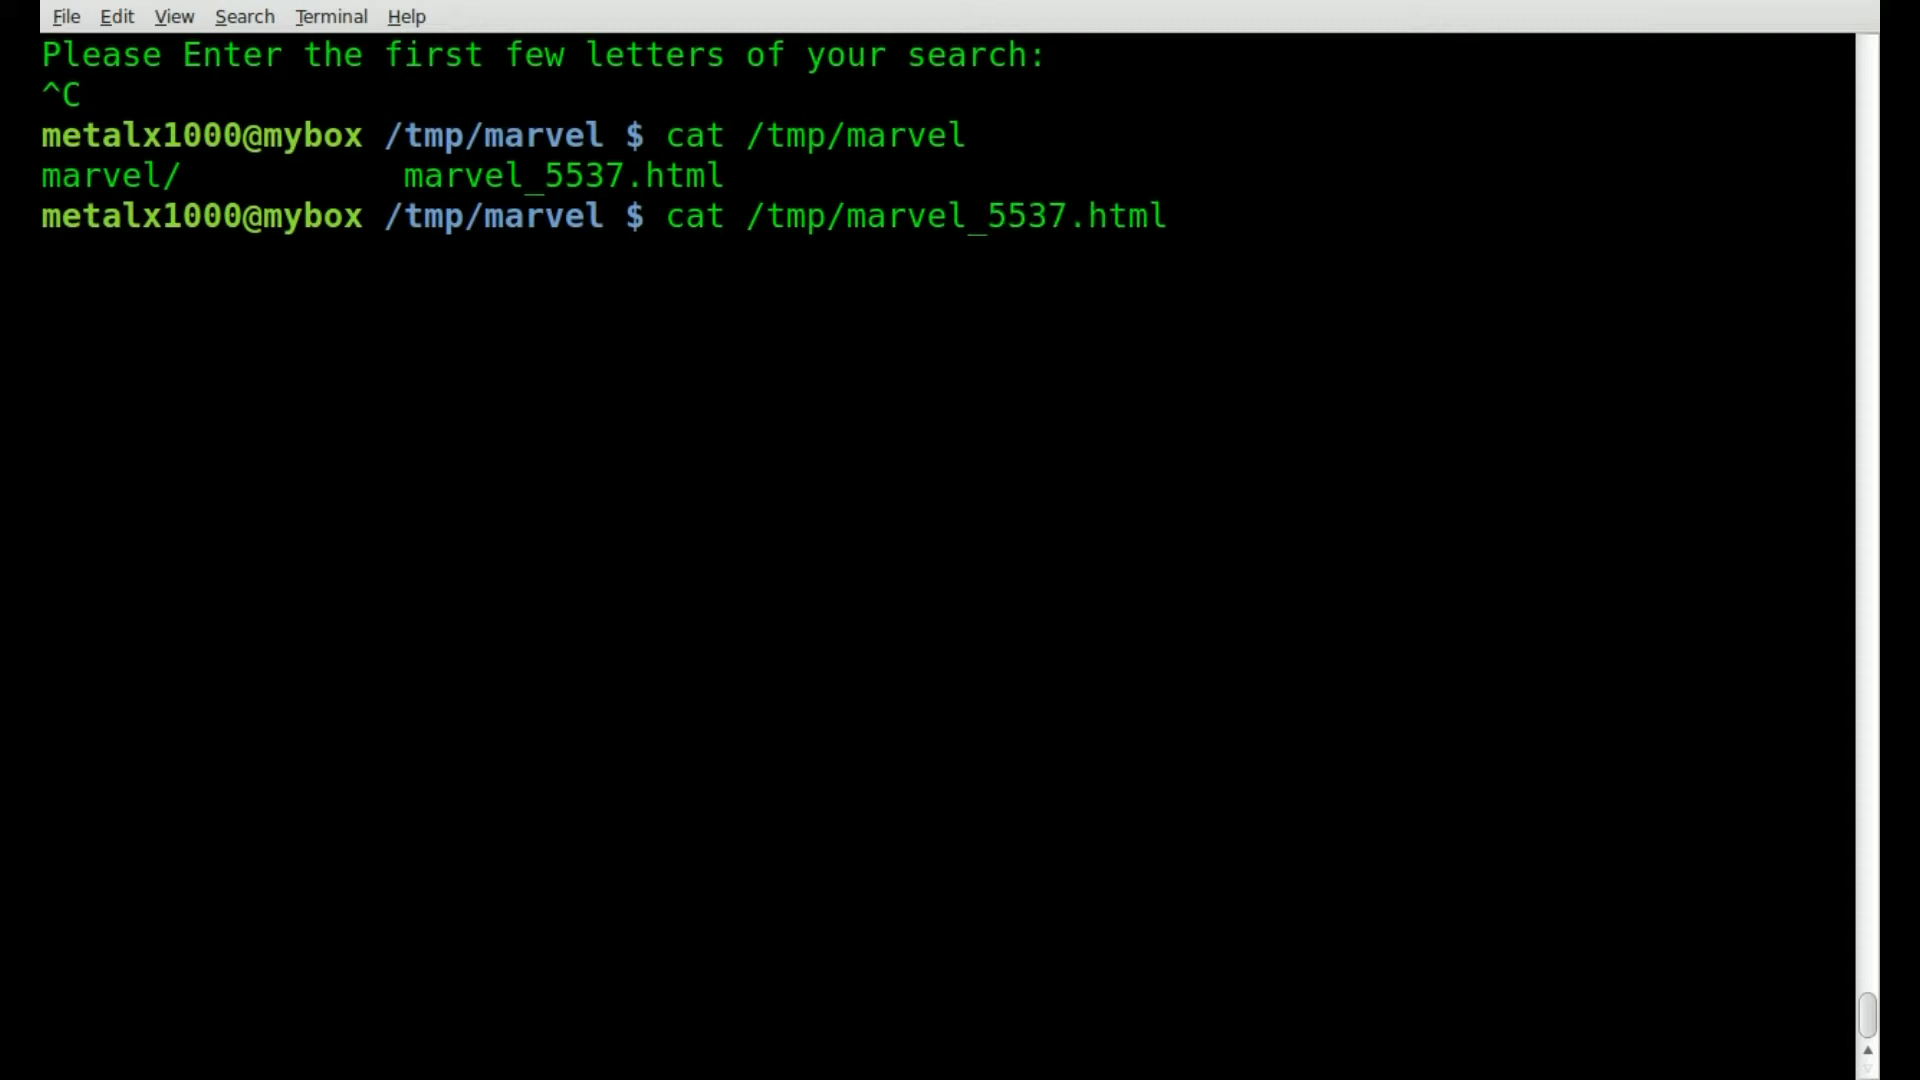 File Edit View Search Terminal Help
Please Enter the first few letters of your search:
^C
metalx1000@mybox /tmp/marvel $ cat /tmp/marvel
marvel/           marvel_5537.html
metalx1000@mybox /tmp/marvel $ cat /tmp/marvel_5537.html